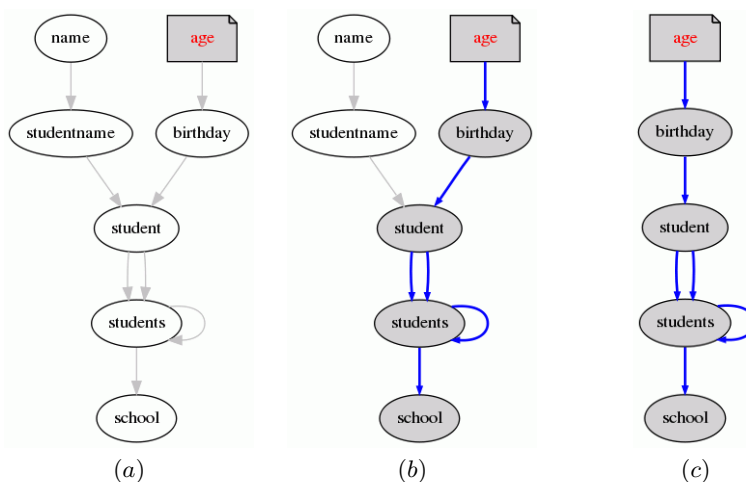 name age
studentname birthday
student
students
school
(a)
name age
studentname birthday
student
students
school
(b)
age
birthday
student
students
school
(c)